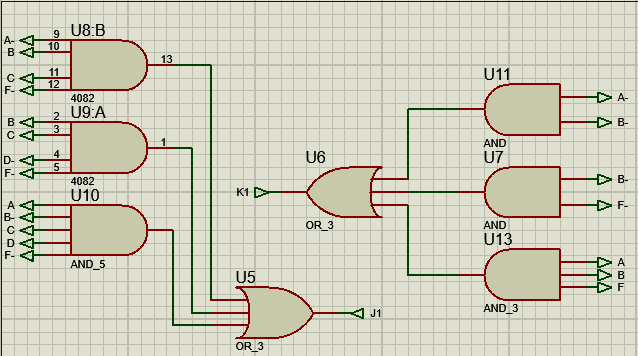 U8:B
A- 9
B 10
13
C 11
F- 12
4082
U9:A
B 2
C 3
1
D- 4
F- 5
4082
U10
A
B-
C
D
F-
AND_5
U5
J1
OR_3
U6
K1
OR_3
U11
A-
B-
AND
U7
B-
F-
AND
U13
A
B
F
AND_3